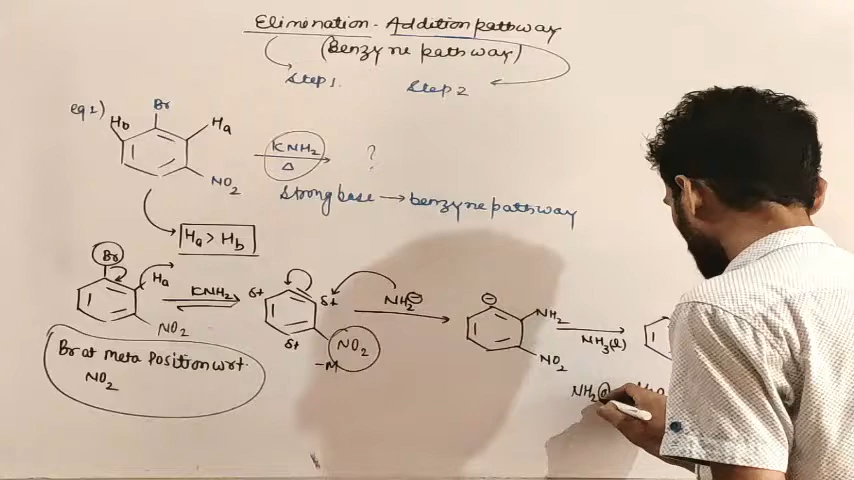 Elimination - Addition pathway
(Benzyne pathway)
Step 1. Step 2
eq 1) Br
Hb Ha
NO2
KNH2
Δ
?
Strong base → benzyne pathway
Ha > Hb
Br
Ha
NO2
KNH2
δ+ δ+
δ+
NO2
-M
NH2⊖
⊖
NH2
NO2
NH3(l)
Br at meta Position wrt.
NO2
NH2